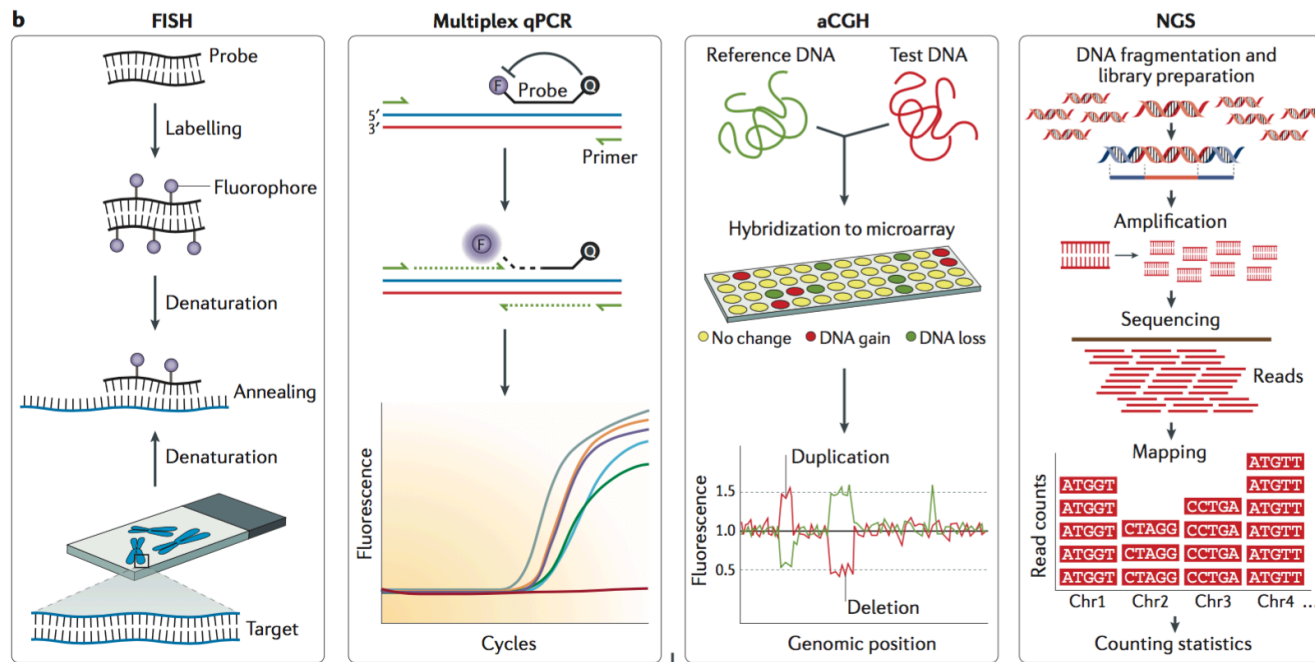 b
FISH
Probe
Labelling
Fluorophore
Denaturation
Annealing
Denaturation
Target
Multiplex qPCR
F
Probe
Q
5′
3′
Primer
F
Q
Fluorescence
Cycles
aCGH
Reference DNA
Test DNA
Hybridization to microarray
No change
DNA gain
DNA loss
Duplication
Fluorescence
1.5
1.0
0.5
Deletion
Genomic position
NGS
DNA fragmentation and
library preparation
Amplification
Sequencing
Reads
Mapping
Read counts
ATGTT
ATGGT ATGTT
ATGGT CCTGA ATGTT
ATGGT CTAGG CCTGA ATGTT
ATGGT CTAGG CCTGA ATGTT
ATGGT CTAGG CCTGA ATGTT
Chr1 Chr2 Chr3 Chr4 ...
Counting statistics